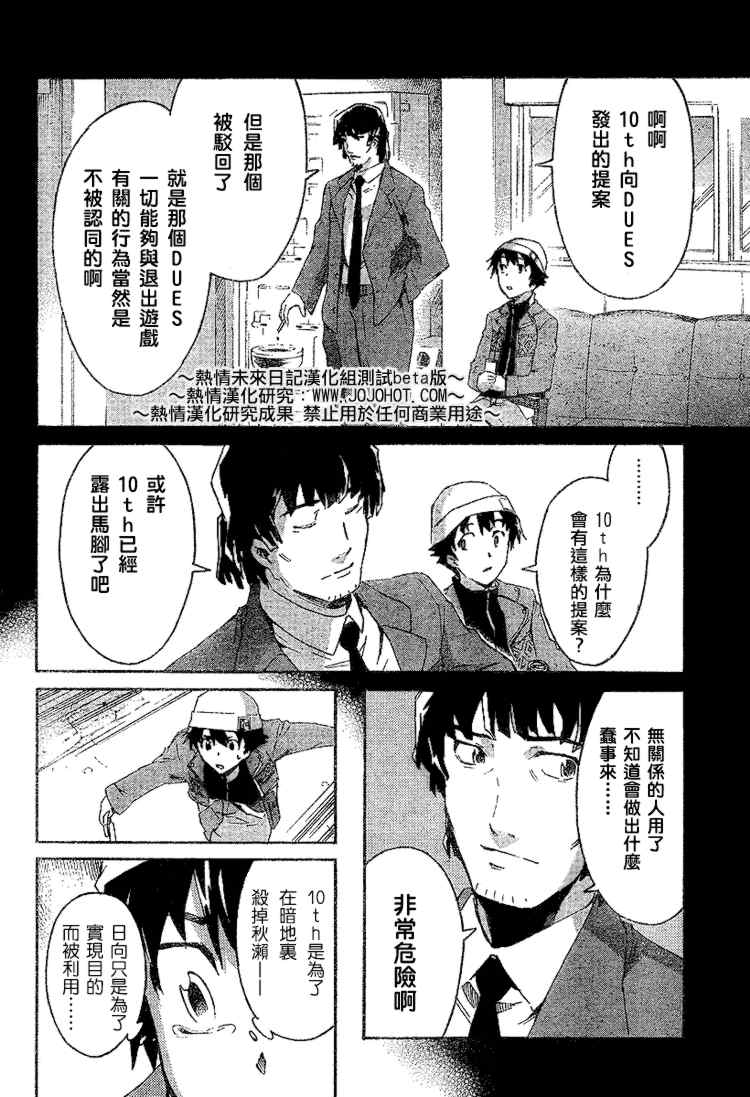 啊啊
10th向DUES
發出的提案
但是那個
被駁回了
就是那個DUES
一切能夠與退出遊戲
有關的行為當然是
不被認同的啊
～熱情未來日記漢化組測試beta版～
～熱情漢化研究：WWW.JOJOHOT.COM～
～熱情漢化研究成果 禁止用於任何商業用途～
………
10th為什麼
會有這樣的提案？
或許
10th已經
露出馬腳了吧
無關係的人用了
不知道會做出什麼
蠢事來……
非常危險啊
10th是為了
在暗地裏
殺掉秋瀨——
日向只是為了
實現目的
而被利用……